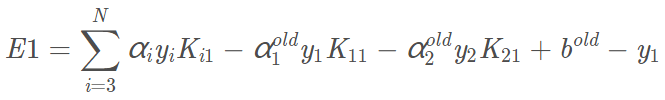 $E1 = \sum_{i=3}^{N} \alpha_i y_i K_{i1} - \alpha_1^{old} y_1 K_{11} - \alpha_2^{old} y_2 K_{21} + b^{old} - y_1$